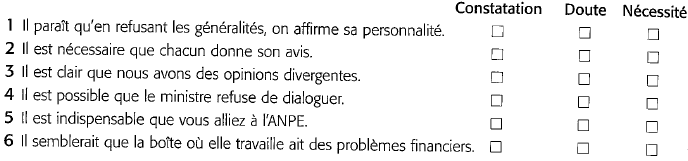 Constatation Doute Nécessité
1 Il paraît qu'en refusant les généralités, on affirme sa personnalité. □ □ □
2 Il est nécessaire que chacun donne son avis. □ □ □
3 Il est clair que nous avons des opinions divergentes. □ □ □
4 Il est possible que le ministre refuse de dialoguer. □ □ □
5 Il est indispensable que vous alliez à l'ANPE. □ □ □
6 Il semblerait que la boîte où elle travaille ait des problèmes financiers. □ □ □